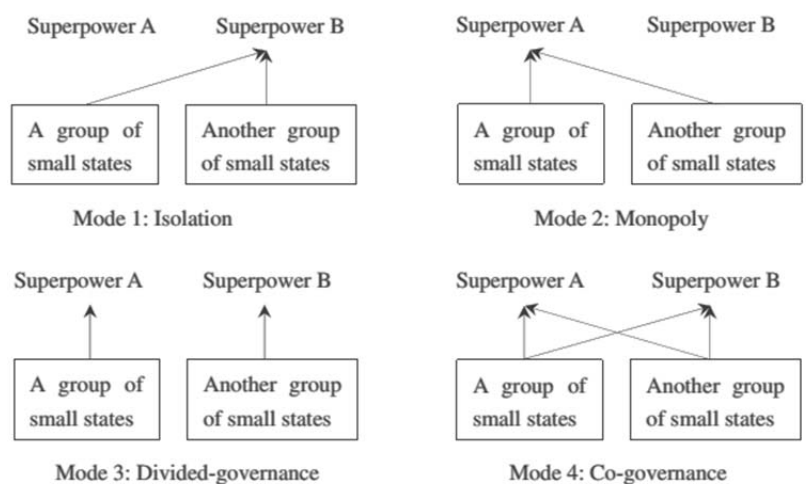 Superpower A Superpower B
A group of small states
Another group of small states
Mode 1: Isolation
Superpower A Superpower B
A group of small states
Another group of small states
Mode 2: Monopoly
Superpower A Superpower B
A group of small states
Another group of small states
Mode 3: Divided-governance
Superpower A Superpower B
A group of small states
Another group of small states
Mode 4: Co-governance